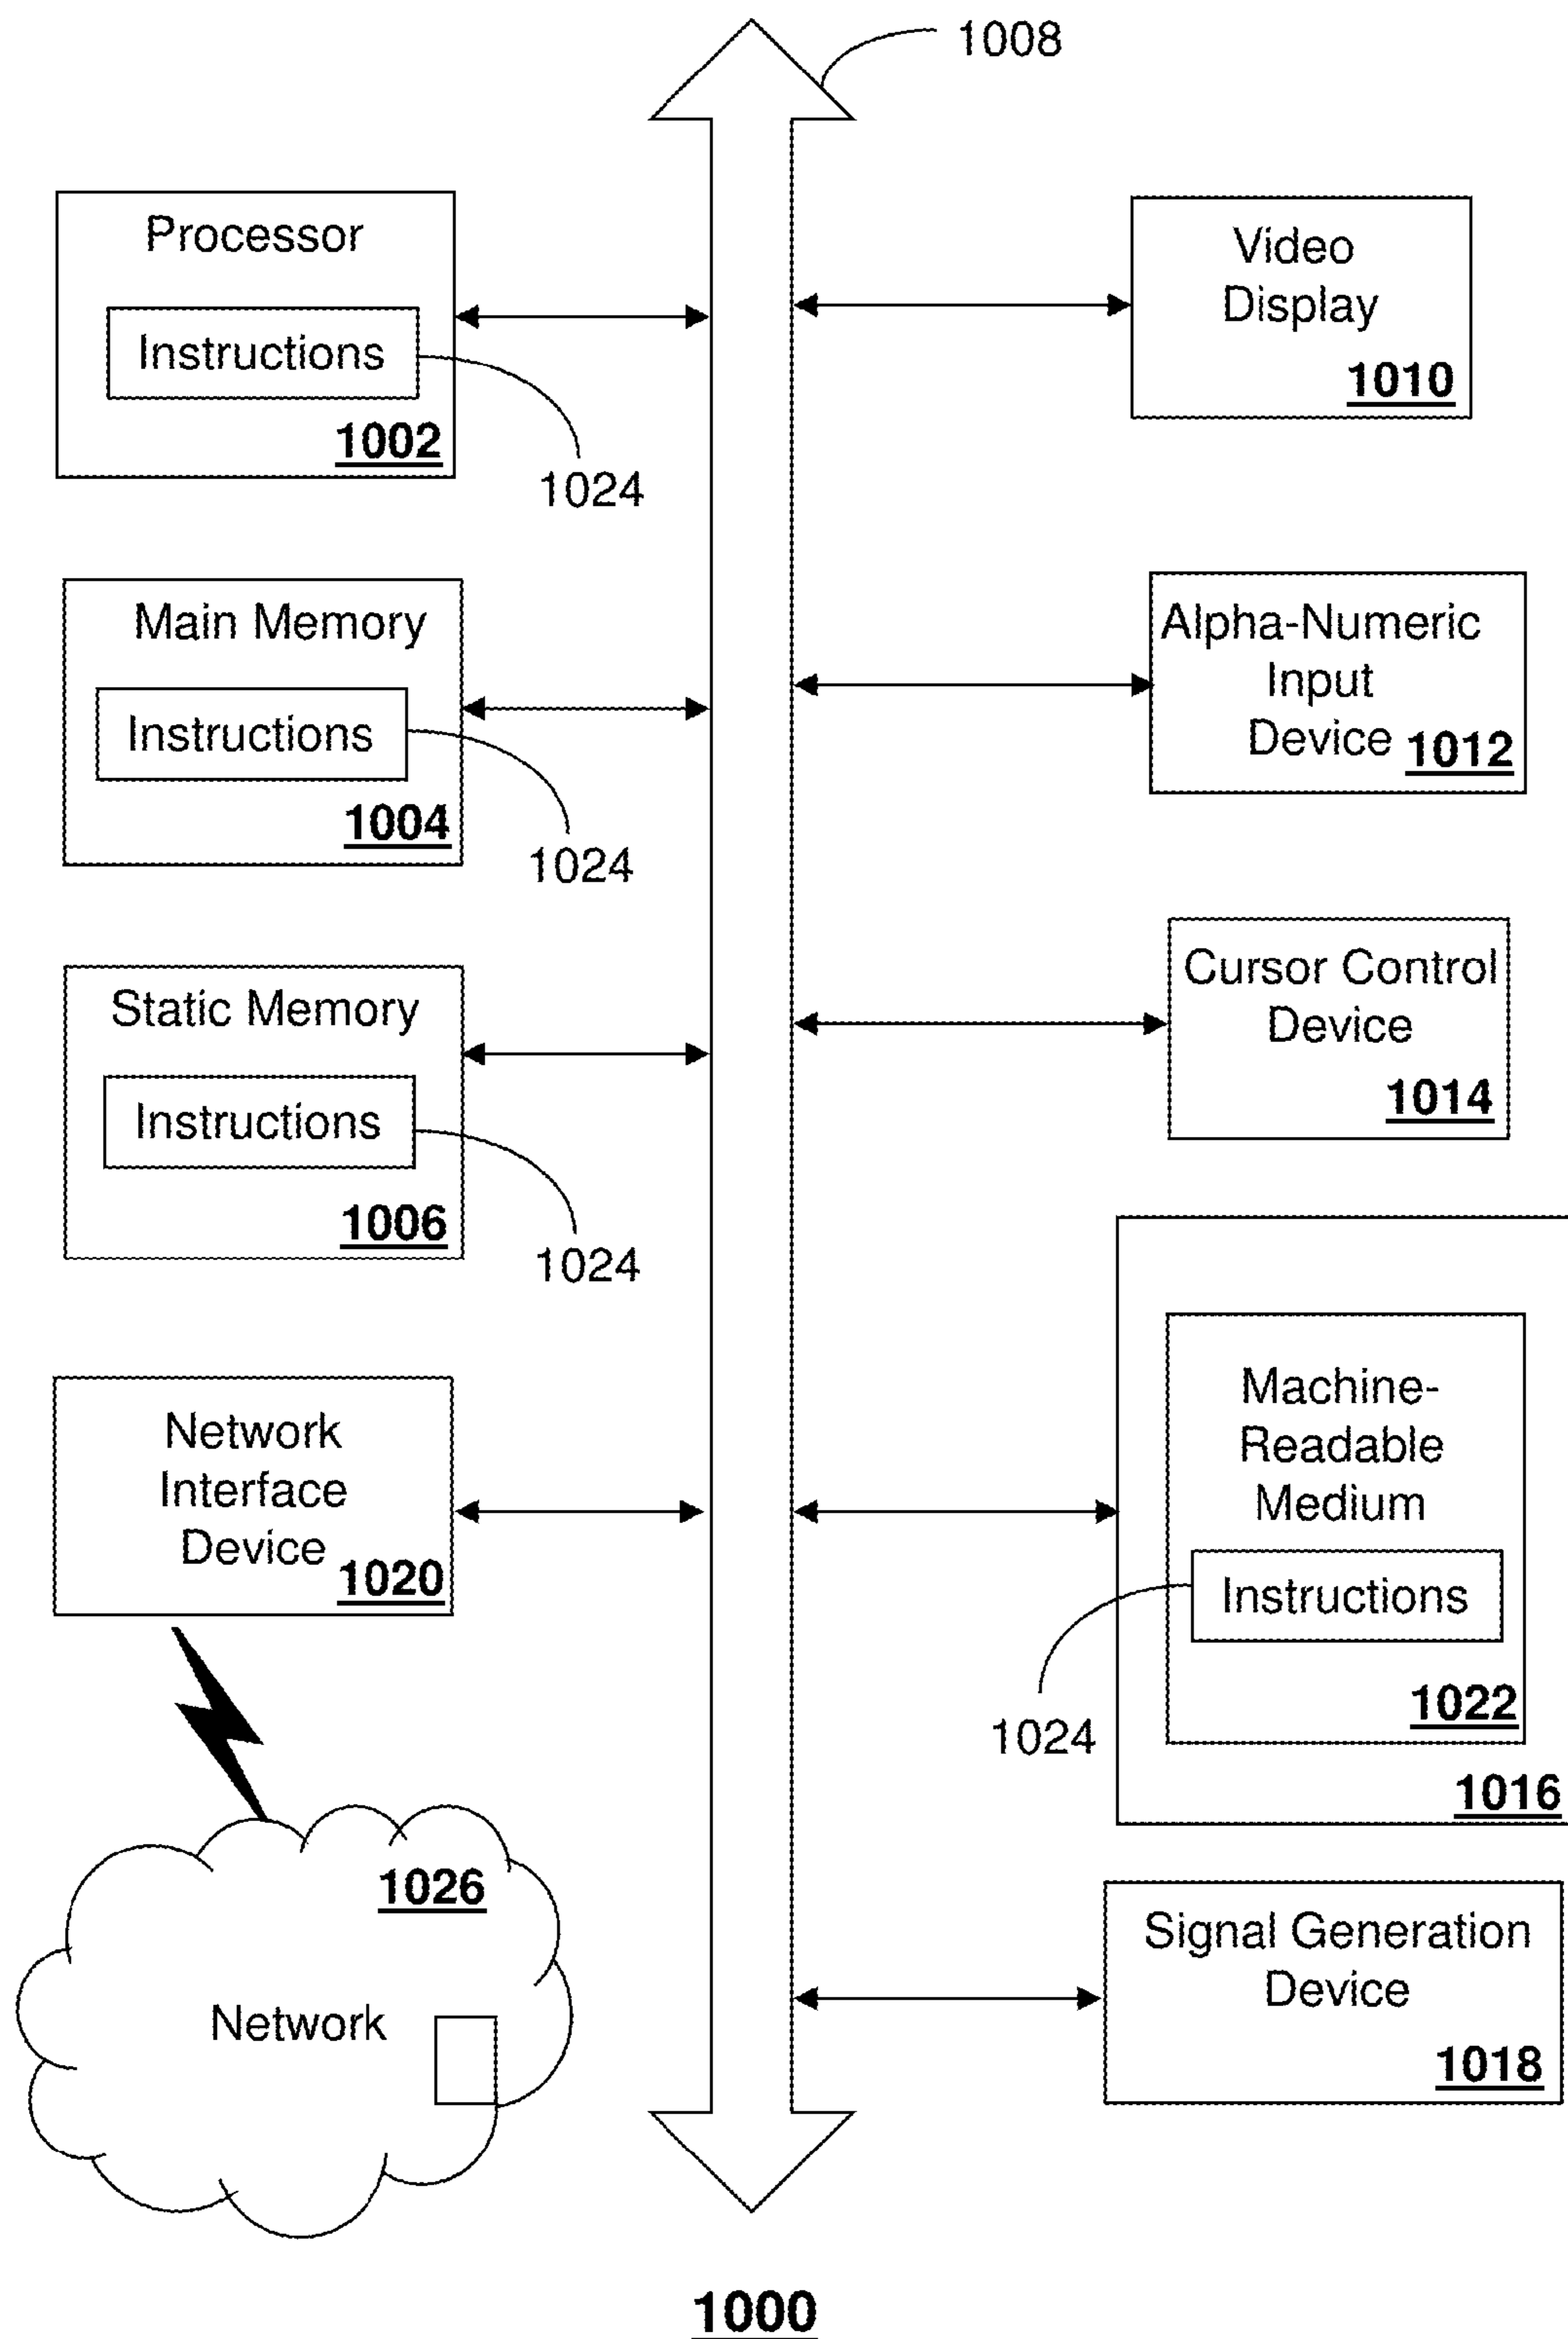 1008
Processor
Instructions
1002
1024
Main Memory
Instructions
1004
1024
Static Memory
Instructions
1006
1024
Network
Interface
Device 1020
1026
Network
Video
Display
1010
Alpha-Numeric
Input
Device 1012
Cursor Control
Device
1014
Machine-
Readable
Medium
Instructions
1024
1022
1016
Signal Generation
Device
1018
1000